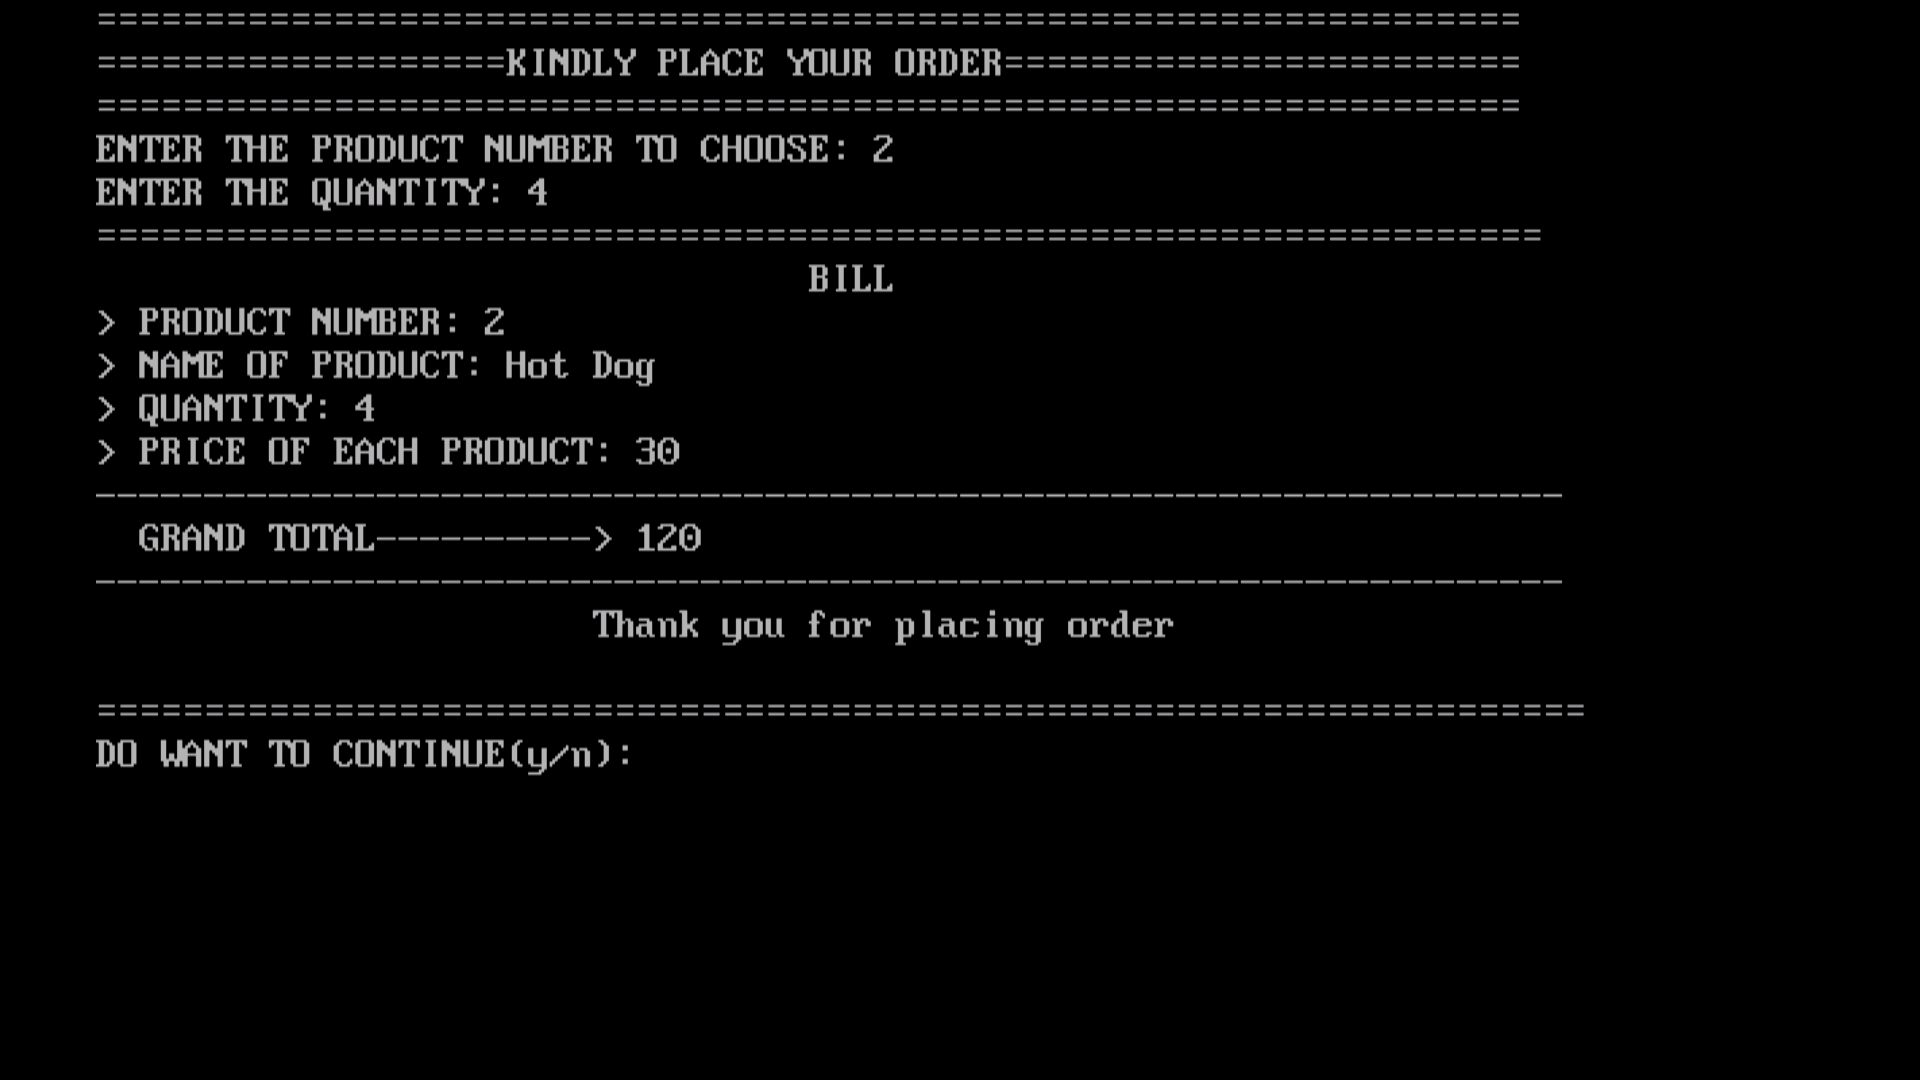 ==================================================================
===================KINDLY PLACE YOUR ORDER========================
==================================================================
ENTER THE PRODUCT NUMBER TO CHOOSE: 2
ENTER THE QUANTITY: 4
===================================================================
BILL
> PRODUCT NUMBER: 2
> NAME OF PRODUCT: Hot Dog
> QUANTITY: 4
> PRICE OF EACH PRODUCT: 30
--------------------------------------------------------------------
GRAND TOTAL----------> 120
--------------------------------------------------------------------
Thank you for placing order
=====================================================================
DO WANT TO CONTINUE(y/n):